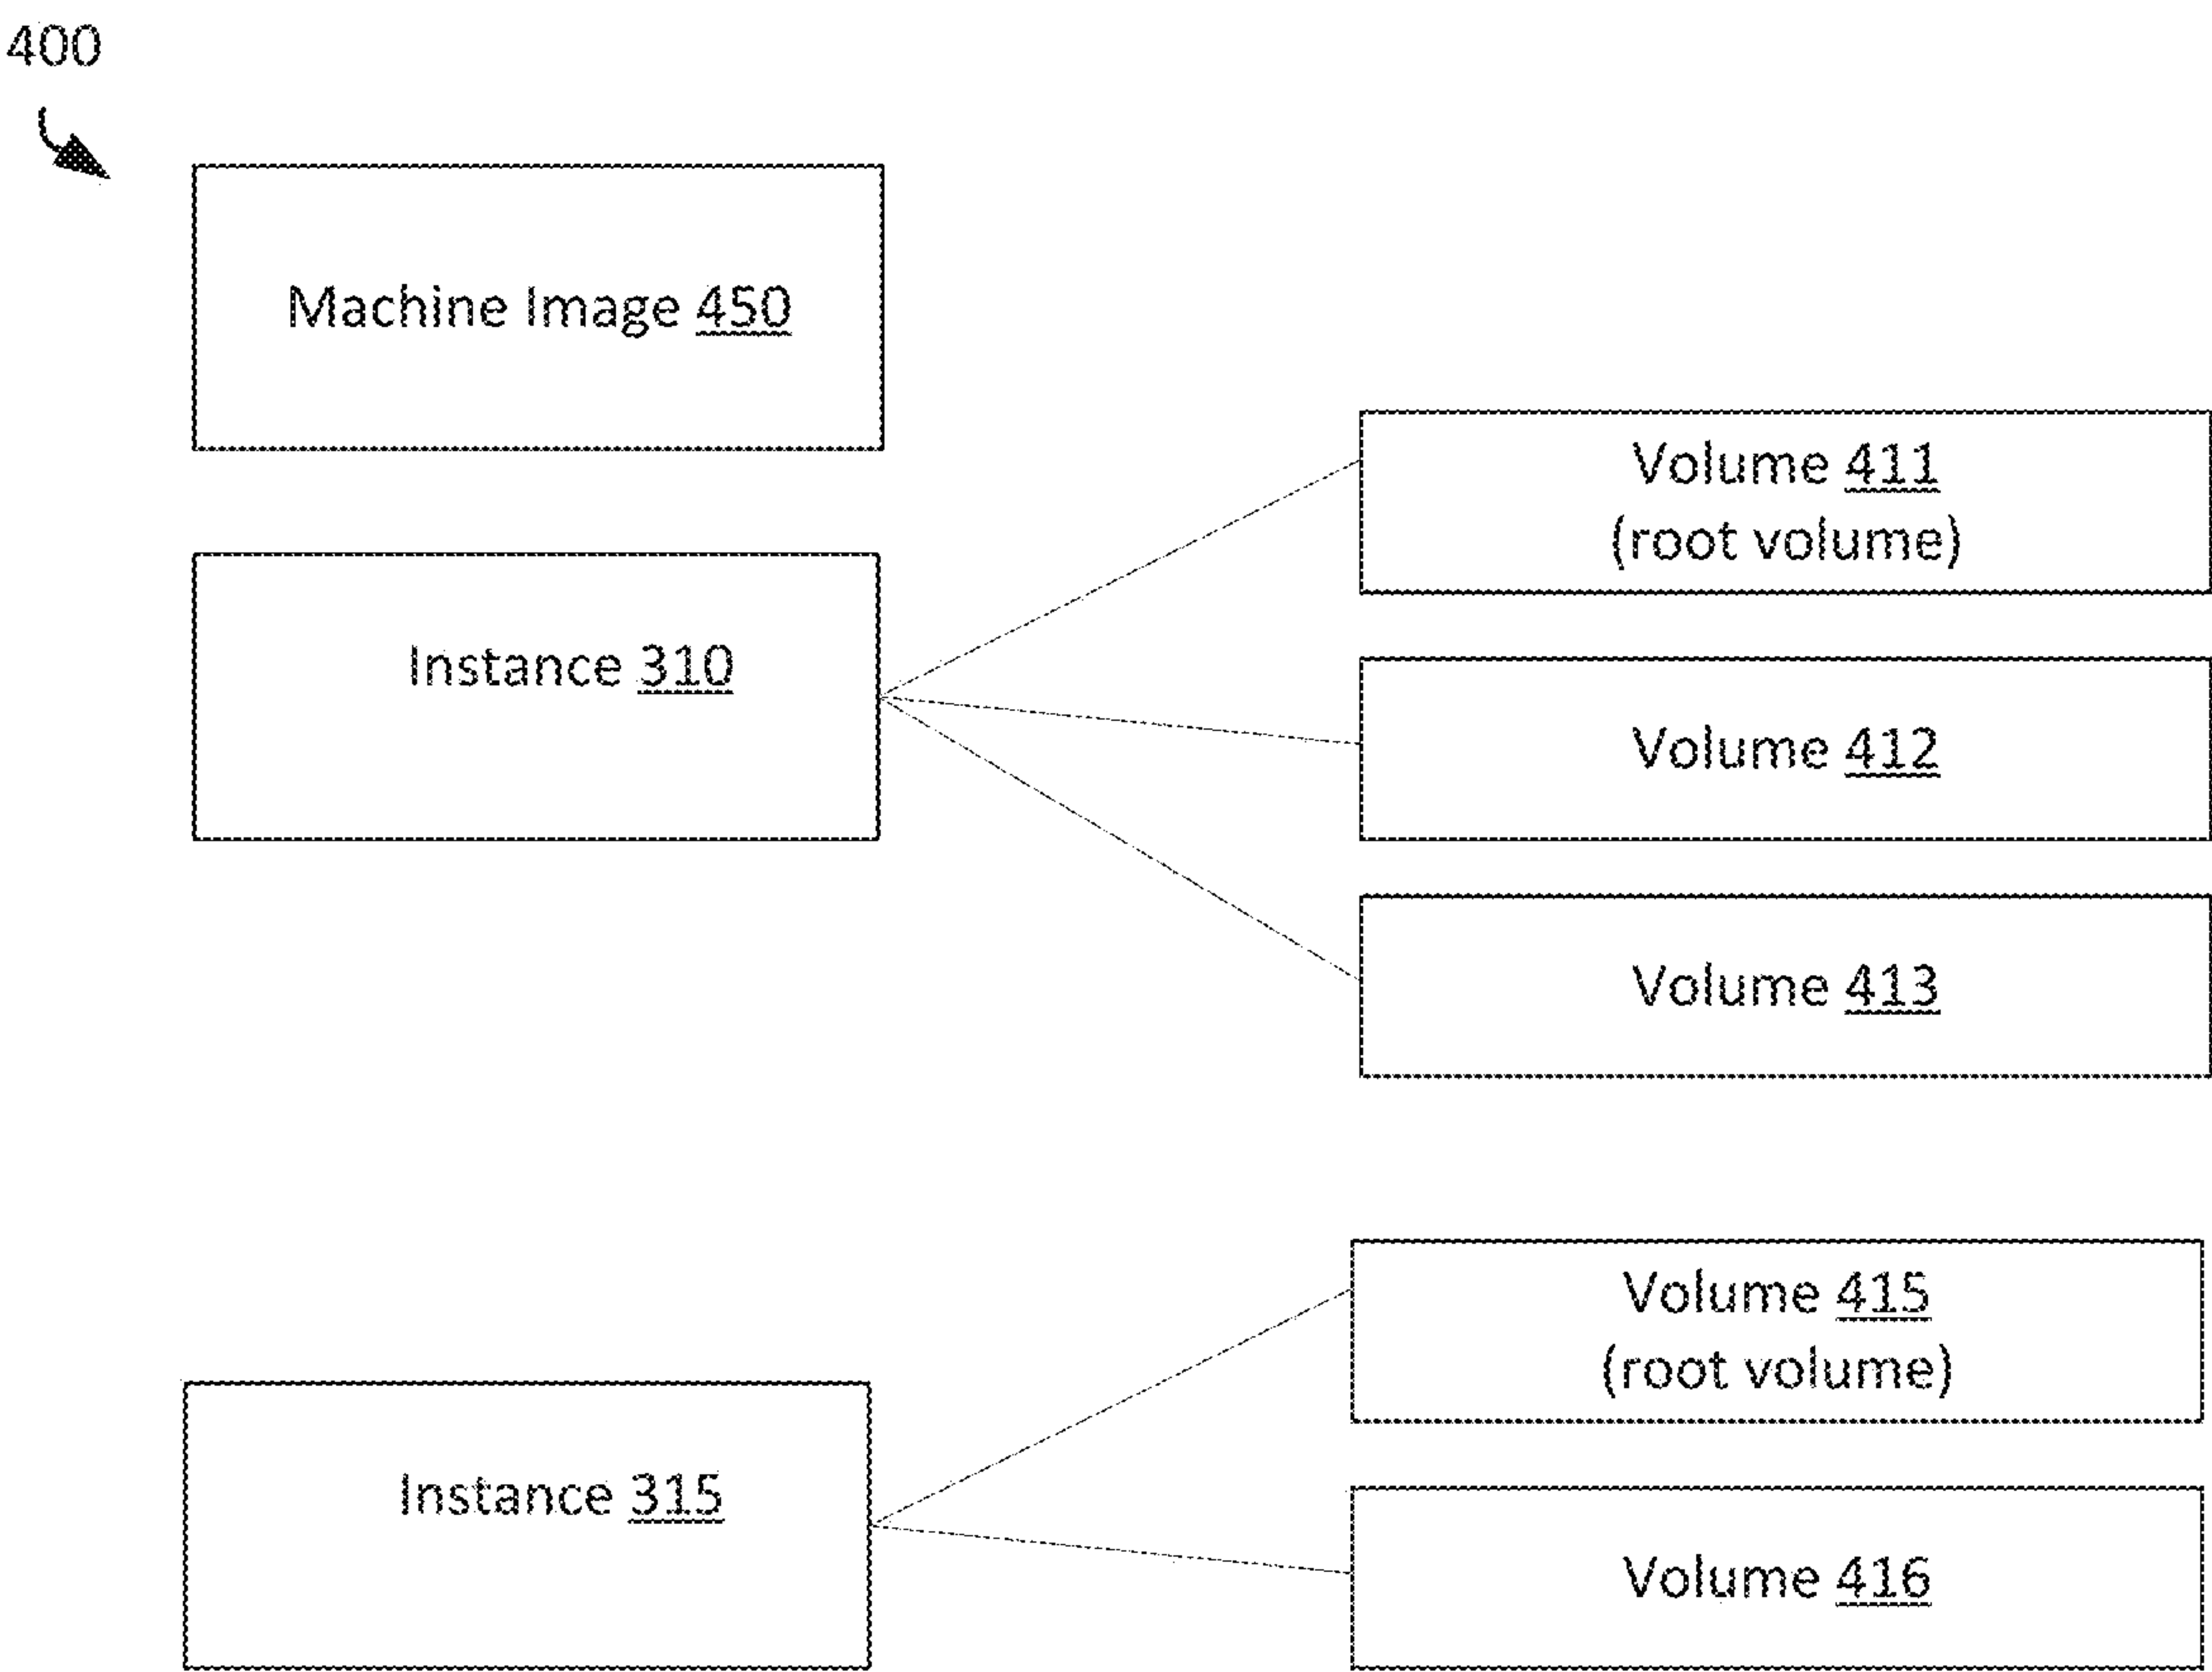 400
Machine Image 450
Volume 411
(root volume)
Instance 310
Volume 412
Volume 413
Volume 415
(root volume)
Instance 315
Volume 416